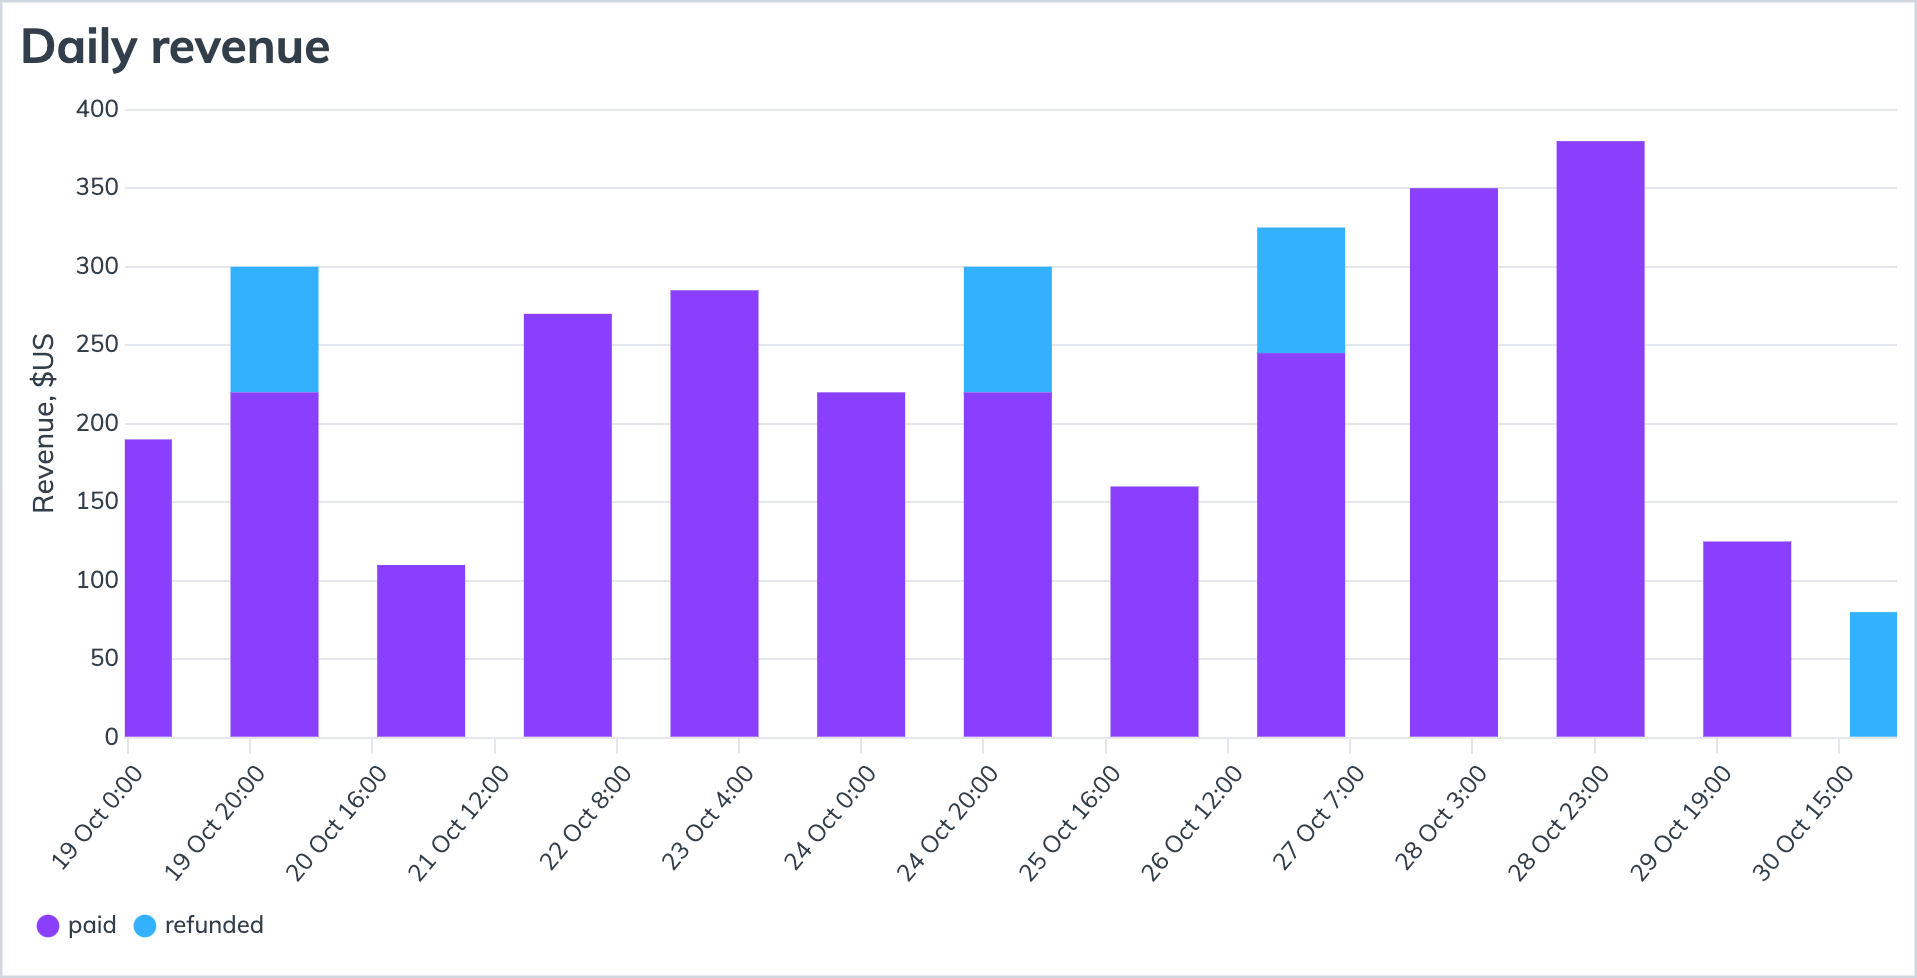 Daily revenue
400
350
300
250
200
150
100
50
0
Revenue, $US
19 Oct 0:00
19 Oct 20:00
20 Oct 16:00
21 Oct 12:00
22 Oct 8:00
23 Oct 4:00
24 Oct 0:00
24 Oct 20:00
25 Oct 16:00
26 Oct 12:00
27 Oct 7:00
28 Oct 3:00
28 Oct 23:00
29 Oct 19:00
30 Oct 15:00
paid refunded